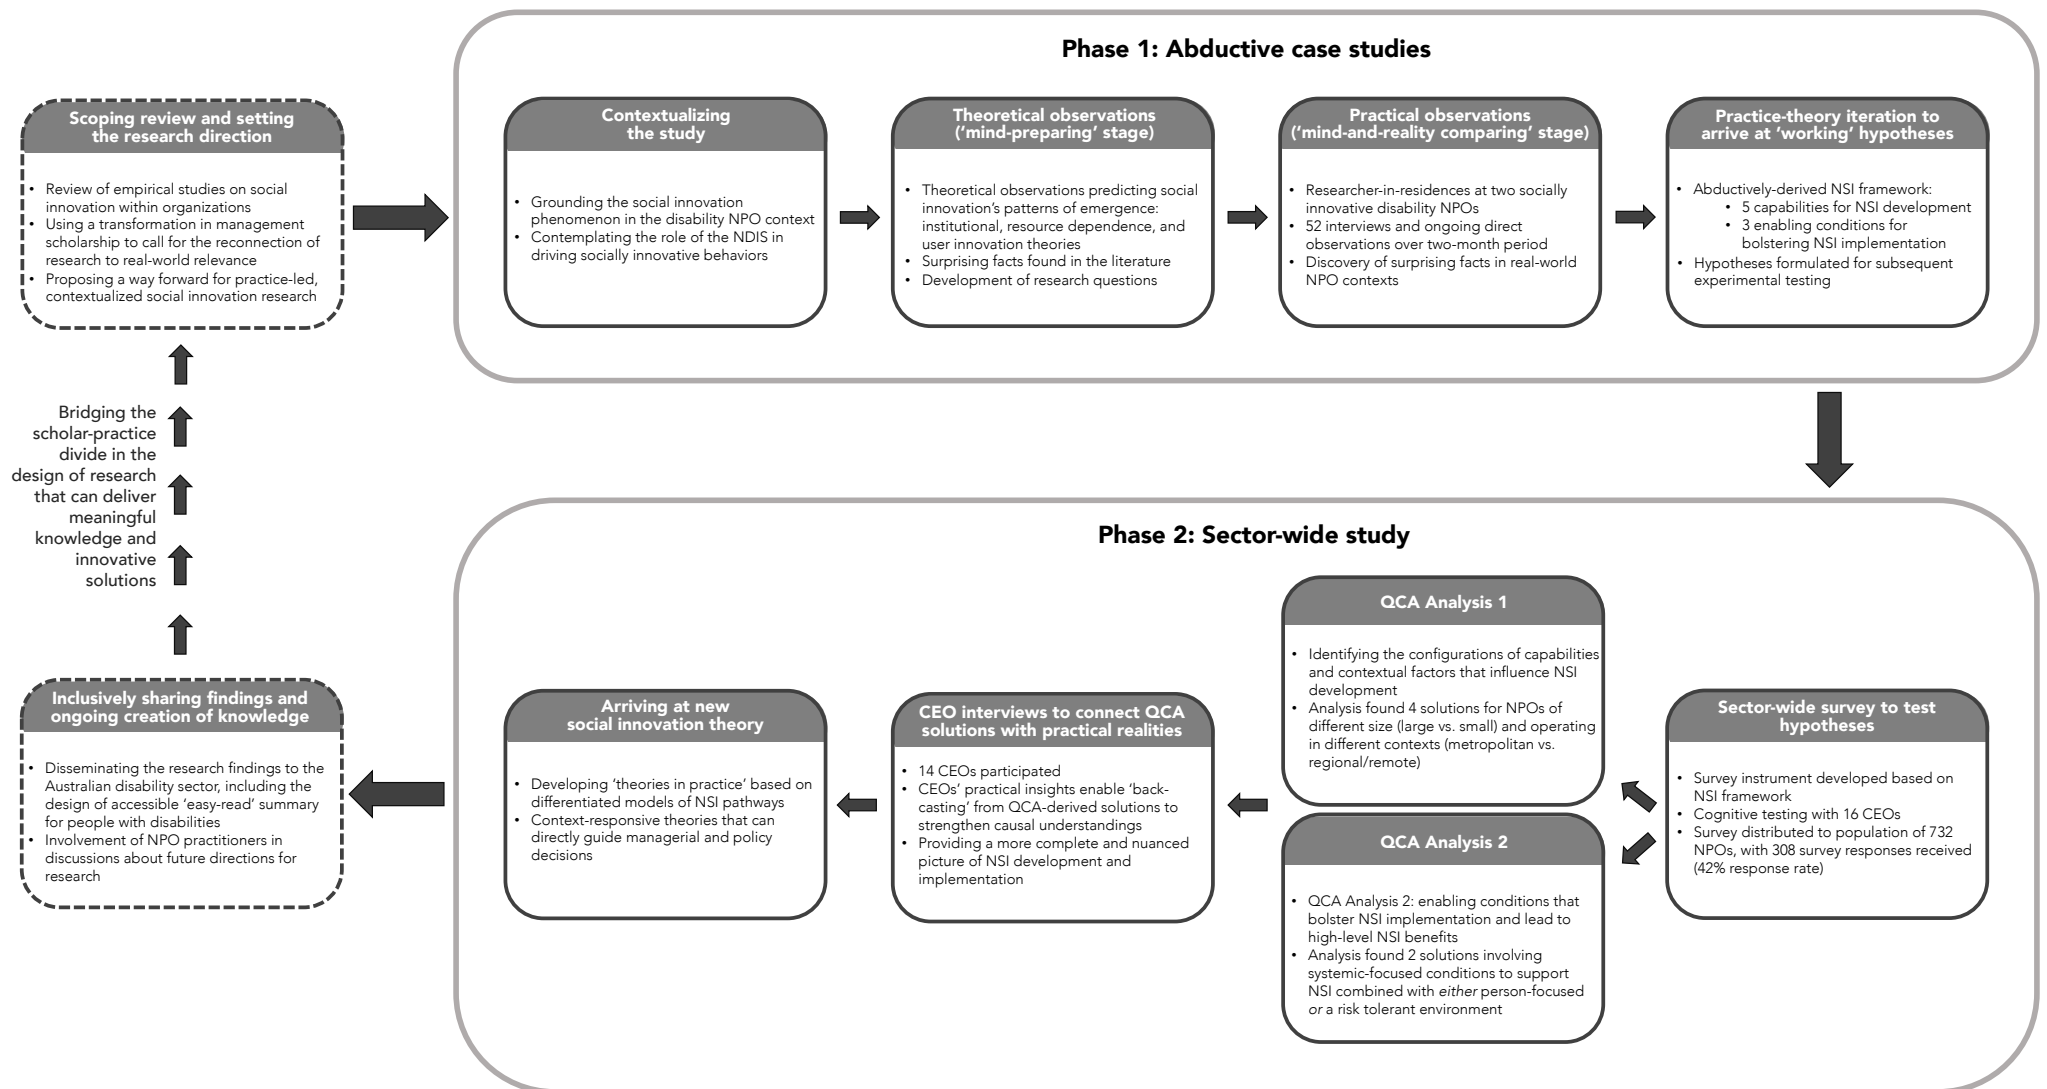 Phase 1: Abductive case studies
Scoping review and setting
the research direction
• Review of empirical studies on social
innovation within organizations
• Using a transformation in management
scholarship to call for the reconnection of
research to real-world relevance
• Proposing a way forward for practice-led,
contextualized social innovation research
Contextualizing
the study
• Grounding the social innovation
phenomenon in the disability NPO context
• Contemplating the role of the NDIS in
driving socially innovative behaviors
Theoretical observations
(‘mind-preparing’ stage)
• Theoretical observations predicting social
innovation’s patterns of emergence:
institutional, resource dependence, and
user innovation theories
• Surprising facts found in the literature
• Development of research questions
Practical observations
(‘mind-and-reality comparing’ stage)
• Researcher-in-residences at two socially
innovative disability NPOs
• 52 interviews and ongoing direct
observations over two-month period
• Discovery of surprising facts in real-world
NPO contexts
Practice-theory iteration to
arrive at ‘working’ hypotheses
• Abductively-derived NSI framework:
• 5 capabilities for NSI development
• 3 enabling conditions for
bolstering NSI implementation
• Hypotheses formulated for subsequent
experimental testing
Phase 2: Sector-wide study
Sector-wide survey to test
hypotheses
• Survey instrument developed based on
NSI framework
• Cognitive testing with 16 CEOs
• Survey distributed to population of 732
NPOs, with 308 survey responses received
(42% response rate)
QCA Analysis 1
• Identifying the configurations of capabilities
and contextual factors that influence NSI
development
• Analysis found 4 solutions for NPOs of
different size (large vs. small) and operating
in different contexts (metropolitan vs.
regional/remote)
QCA Analysis 2
• QCA Analysis 2: enabling conditions that
bolster NSI implementation and lead to
high-level NSI benefits
• Analysis found 2 solutions involving
systemic-focused conditions to support
NSI combined with either person-focused
or a risk tolerant environment
CEO interviews to connect QCA
solutions with practical realities
• 14 CEOs participated
• CEOs’ practical insights enable ‘back-
casting’ from QCA-derived solutions to
strengthen causal understandings
• Providing a more complete and nuanced
picture of NSI development and
implementation
Arriving at new
social innovation theory
• Developing ‘theories in practice’ based on
differentiated models of NSI pathways
• Context-responsive theories that can
directly guide managerial and policy
decisions
Inclusively sharing findings and
ongoing creation of knowledge
• Disseminating the research findings to the
Australian disability sector, including the
design of accessible ‘easy-read’ summary
for people with disabilities
• Involvement of NPO practitioners in
discussions about future directions for
research
Bridging the
scholar-practice
divide in the
design of research
that can deliver
meaningful
knowledge and
innovative
solutions